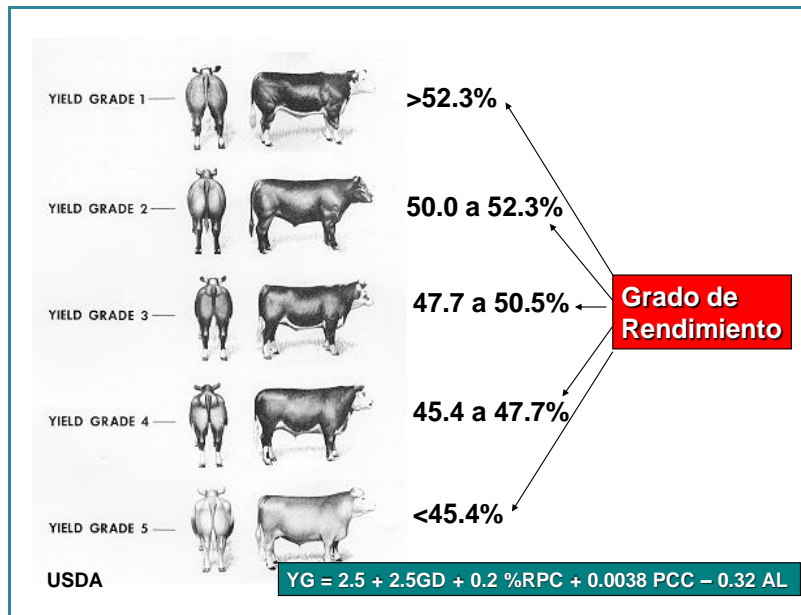 YIELD GRADE 1
>52.3%
YIELD GRADE 2
50.0 a 52.3%
YIELD GRADE 3
47.7 a 50.5%
Grado de
Rendimiento
YIELD GRADE 4
45.4 a 47.7%
YIELD GRADE 5
<45.4%
USDA
YG = 2.5 + 2.5GD + 0.2 %RPC + 0.0038 PCC – 0.32 AL